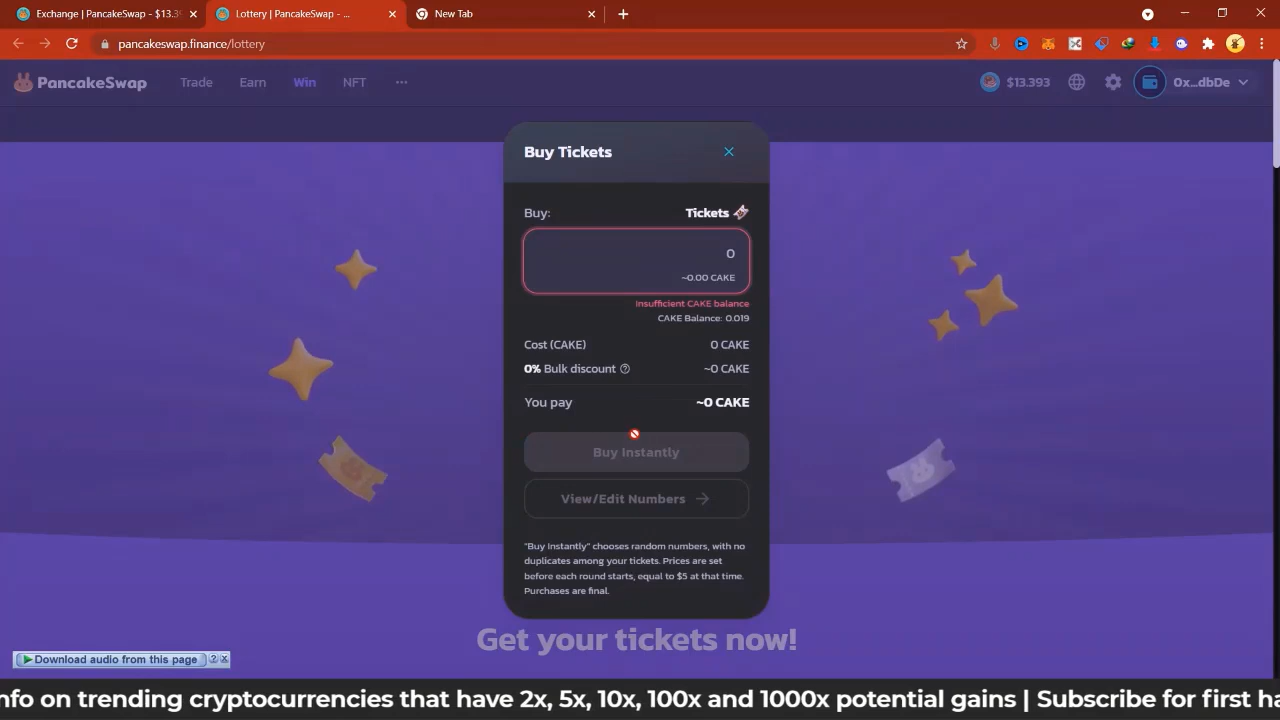 Exchange | PancakeSwap - $13.3
Lottery | PancakeSwap - ...
New Tab
pancakeswap.finance/lottery
PancakeSwap
Trade
Earn
Win
NFT
$13.393
0x...dbDe
Buy Tickets
Buy:
Tickets
0
~0.00 CAKE
Insufficient CAKE balance
CAKE Balance: 0.019
Cost (CAKE)
0 CAKE
0% Bulk discount
~0 CAKE
You pay
~0 CAKE
Buy Instantly
View/Edit Numbers
"Buy Instantly" chooses random numbers, with no
duplicates among your tickets. Prices are set
before each round starts, equal to $5 at that time.
Purchases are final.
Get your tickets now!
Download audio from this page
nfo on trending cryptocurrencies that have 2x, 5x, 10x, 100x and 1000x potential gains | Subscribe for first ha